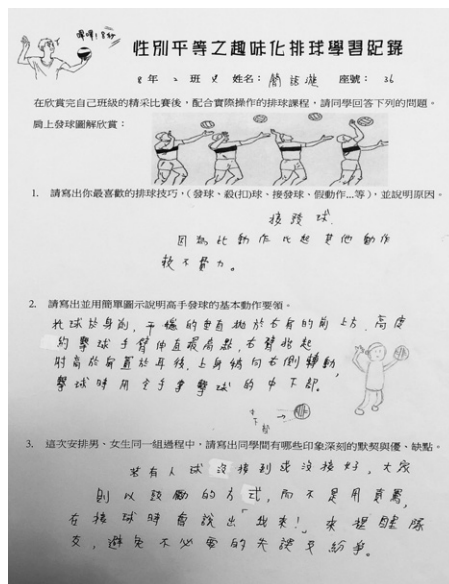 嘿嘿!
性別平等之趣味化排球學習記錄
8 年 2 班 姓名: 座號: 36
在欣賞完自己班級的精采比賽後,配合實際操作的排球課程,請同學回答下列的問題。
肩上發球圖解欣賞:
1. 請寫出你最喜歡的排球技巧,(發球、殺(扣)球、接發球、假動作...等),並說明原因。
接發球
因為此動作比起其他動作
較不費力。
2. 請寫出並用簡單圖示說明高手發球的基本動作要領。
托球於身前,平穩的垂直拋於右肩的前上方,高度
約擊球手臂伸直最高點,右臂抬起
肘高於肩置於耳後,上身稍向右側轉動,
擊球時用全手掌擊球的中下部。
中
下部
3. 這次安排男、女生同一組過程中,請寫出同學間有哪些印象深刻的默契與優、缺點。
若有人球沒接到或沒接好,大家
則以鼓勵的方式,而不是用責罵,
在接球時會說出「我來!」來提醒隊
友,避免不必要的失誤及紛爭。